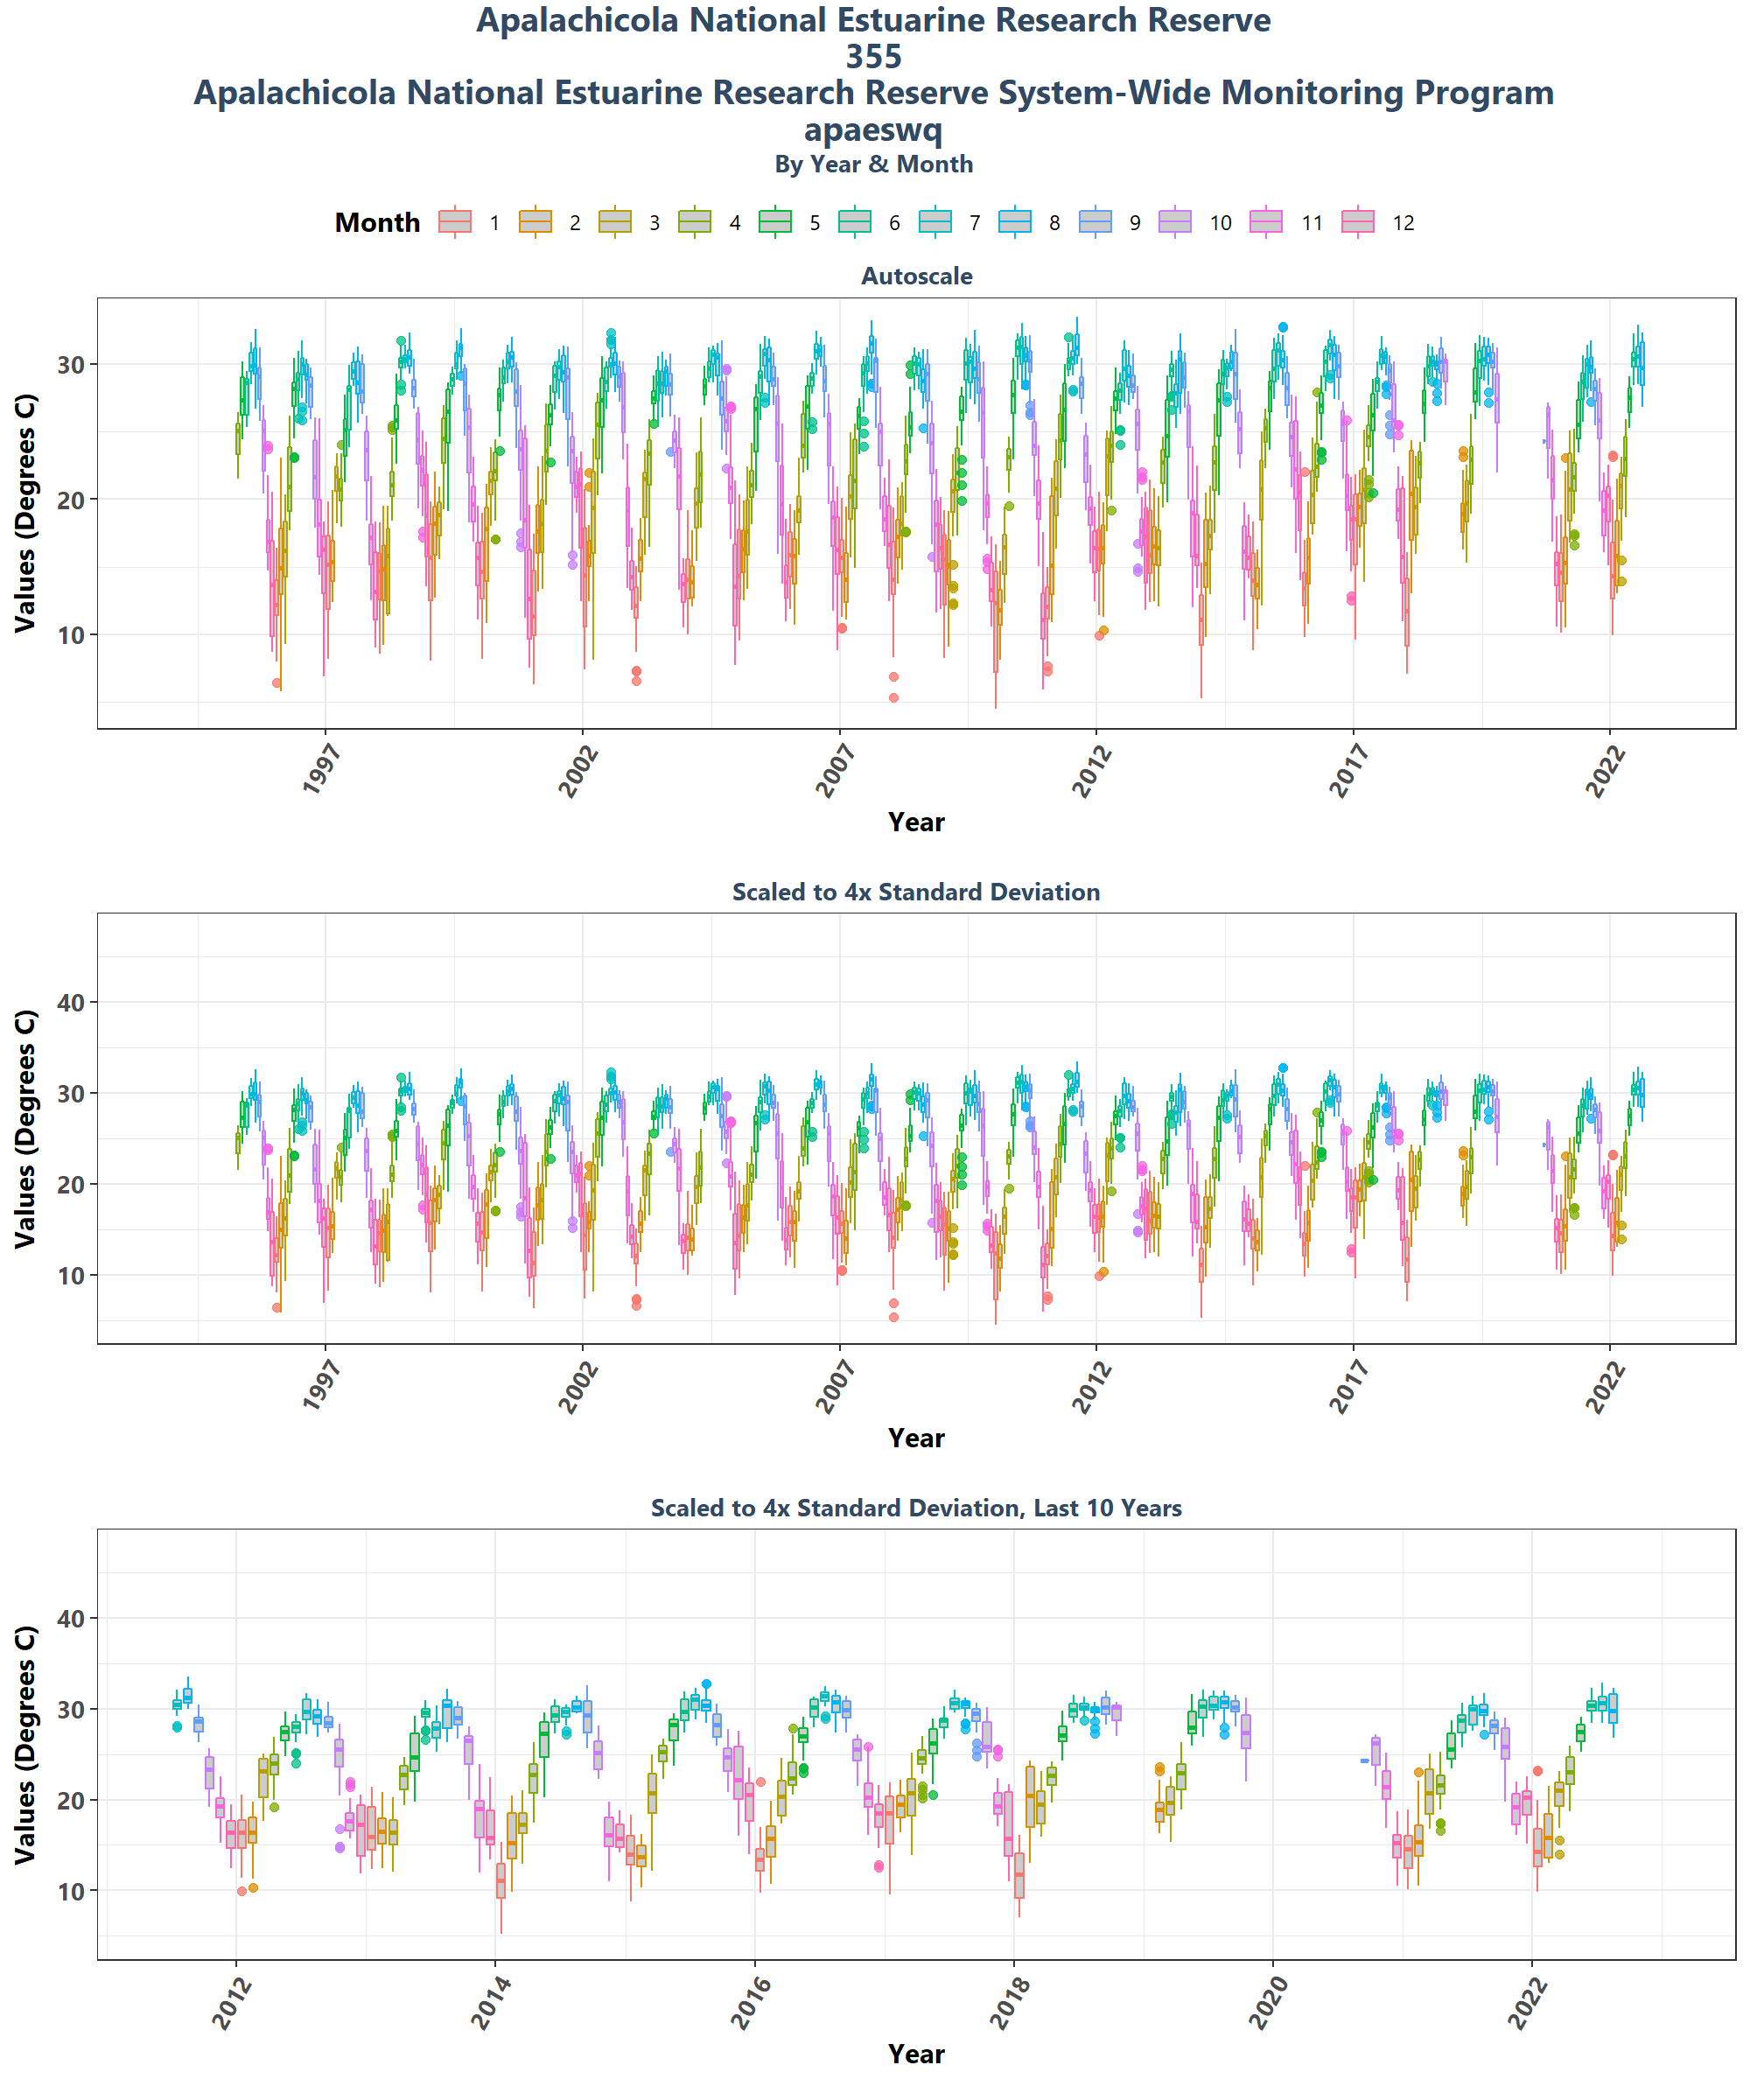 Apalachicola National Estuarine Research Reserve
355
Apalachicola National Estuarine Research Reserve System-Wide Monitoring Program
apaeswq
By Year & Month
Month 1 2 3 4 5 6 7 8 9 10 11 12
Autoscale
Values (Degrees C)
30
20
10
1997 2002 2007 2012 2017 2022
Year
Scaled to 4x Standard Deviation
Values (Degrees C)
40
30
20
10
1997 2002 2007 2012 2017 2022
Year
Scaled to 4x Standard Deviation, Last 10 Years
Values (Degrees C)
40
30
20
10
2012 2014 2016 2018 2020 2022
Year